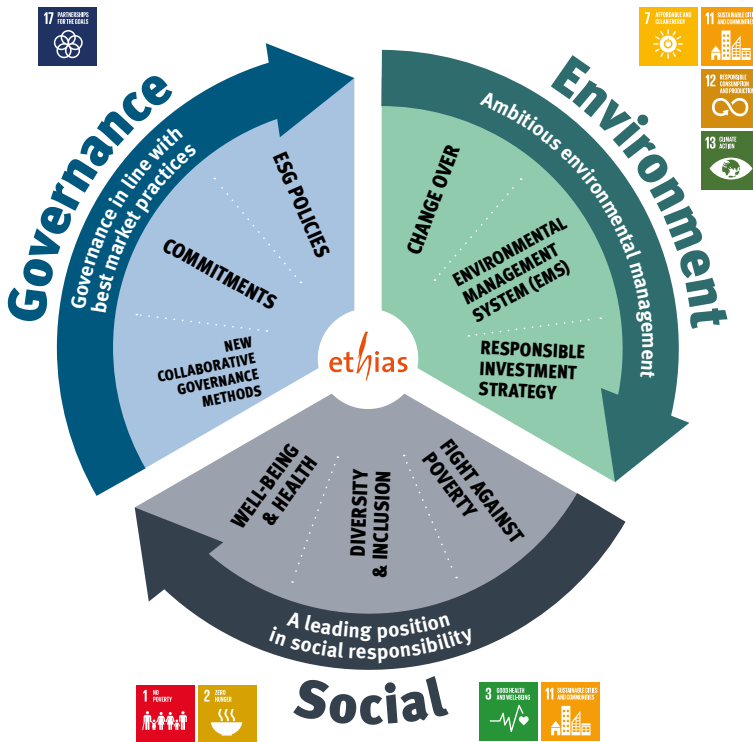 17 PARTNERSHIPS
FOR THE GOALS
7 AFFORDABLE AND
CLEAN ENERGY
11 SUSTAINABLE CITIES
AND COMMUNITIES
12 RESPONSIBLE
CONSUMPTION
AND PRODUCTION
13 CLIMATE
ACTION
Governance
Governance in line with
best market practices
ESG POLICIES
COMMITMENTS
NEW
COLLABORATIVE
GOVERNANCE
METHODS
Environment
Ambitious environmental management
CHANGE OVER
ENVIRONMENTAL
MANAGEMENT
SYSTEM (EMS)
RESPONSIBLE
INVESTMENT
STRATEGY
ethias
WELL-BEING
& HEALTH
DIVERSITY
& INCLUSION
FIGHT AGAINST
POVERTY
A leading position
in social responsibility
Social
1 NO
POVERTY
2 ZERO
HUNGER
3 GOOD HEALTH
AND WELL-BEING
11 SUSTAINABLE CITIES
AND COMMUNITIES